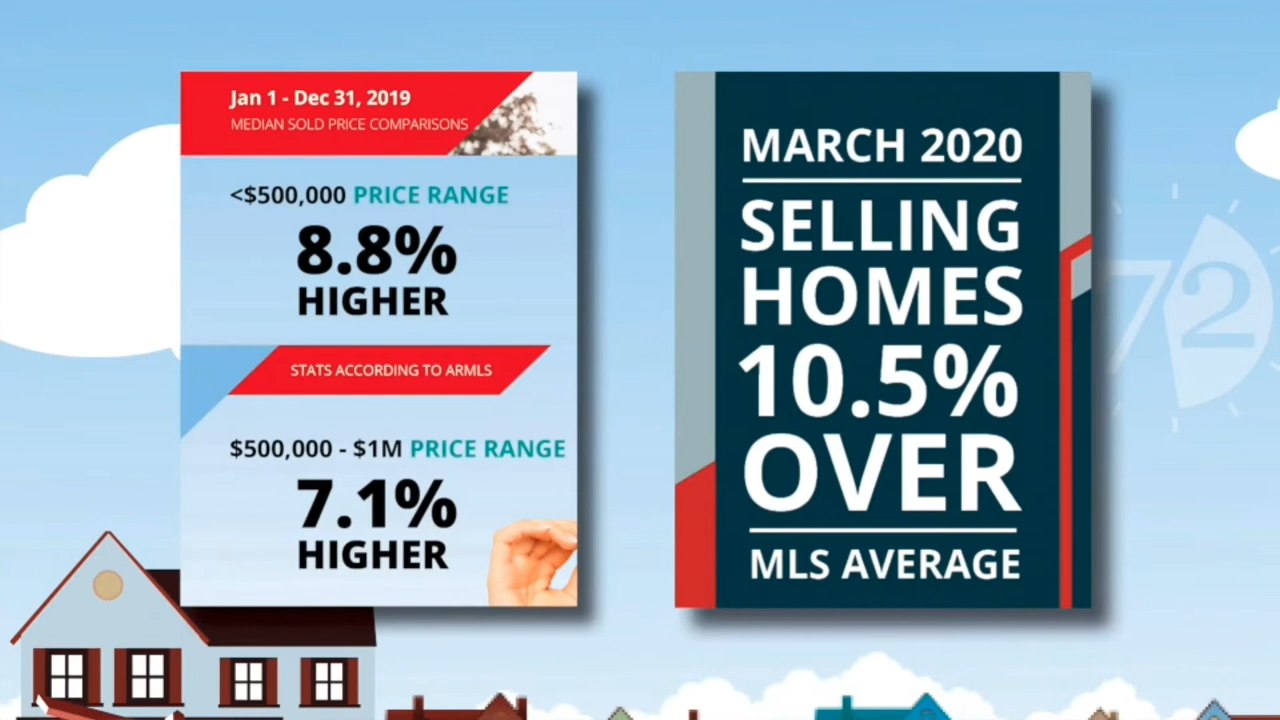 Jan 1 - Dec 31, 2019
MEDIAN SOLD PRICE COMPARISONS
<$500,000 PRICE RANGE
8.8%
HIGHER
STATS ACCORDING TO ARMLS
$500,000 - $1M PRICE RANGE
7.1%
HIGHER
MARCH 2020
SELLING
HOMES
10.5%
OVER
MLS AVERAGE
72